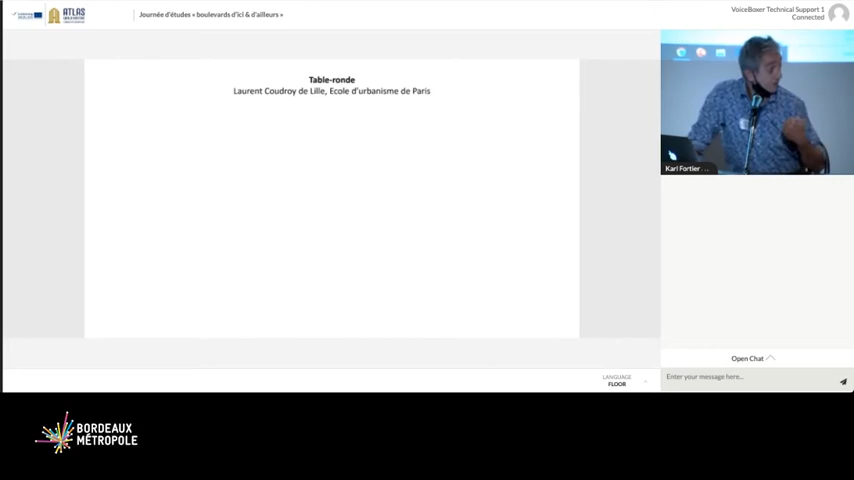 ATLAS
Journée d'études « boulevards d'ici & d'ailleurs »
VoiceBoxer Technical Support 1
Connected
Table-ronde
Laurent Coudroy de Lille, Ecole d'urbanisme de Paris
Karl Fortier ...
Open Chat
Enter your message here...
LANGUAGE
FLOOR
BORDEAUX
MÉTROPOLE